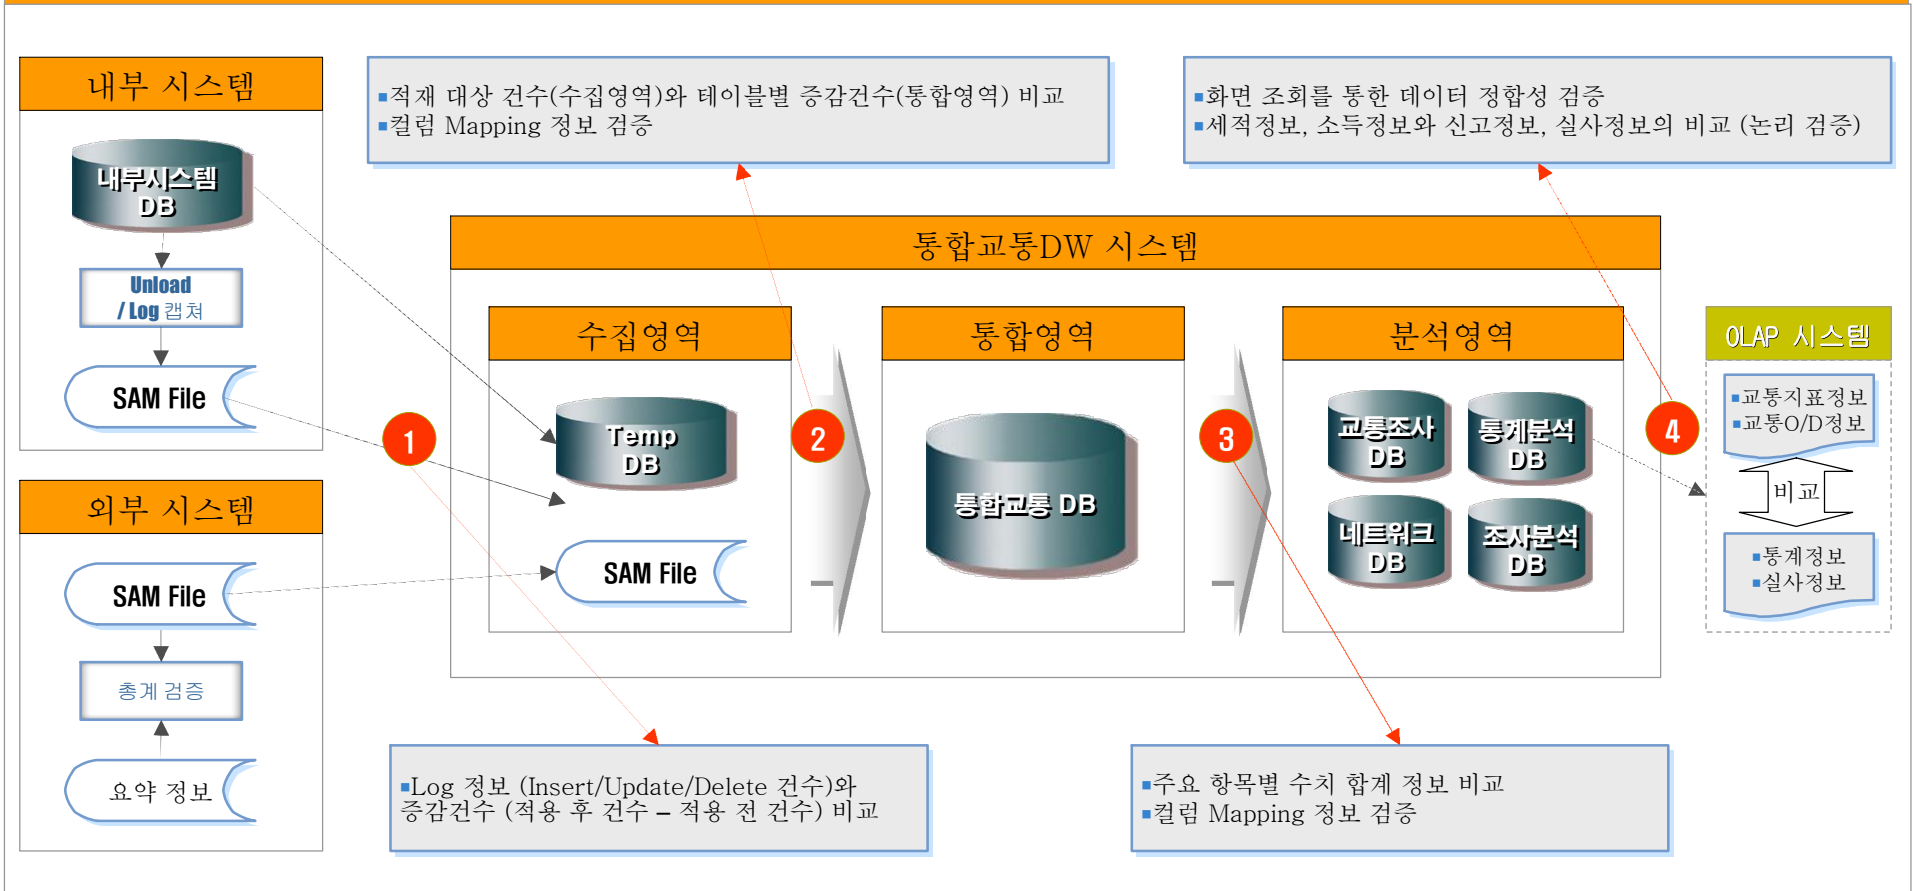 내부 시스템
내부시스템
DB
Unload
/ Log 캡쳐
SAM File
외부 시스템
SAM File
총계 검증
요약 정보
▪적재 대상 건수(수집영역)와 테이블별 증감건수(통합영역) 비교
▪컬럼 Mapping 정보 검증
▪화면 조회를 통한 데이터 정합성 검증
▪세적정보, 소득정보와 신고정보, 실사정보의 비교 (논리 검증)
통합교통DW 시스템
수집영역
Temp
DB
SAM File
통합영역
통합교통 DB
분석영역
교통조사
DB
통계분석
DB
네트워크
DB
조사분석
DB
1
2
3
4
OLAP 시스템
▪교통지표정보
▪교통O/D정보
비교
▪통계정보
▪실사정보
▪Log 정보 (Insert/Update/Delete 건수)와
증감건수 (적용 후 건수 – 적용 전 건수) 비교
▪주요 항목별 수치 합계 정보 비교
▪컬럼 Mapping 정보 검증